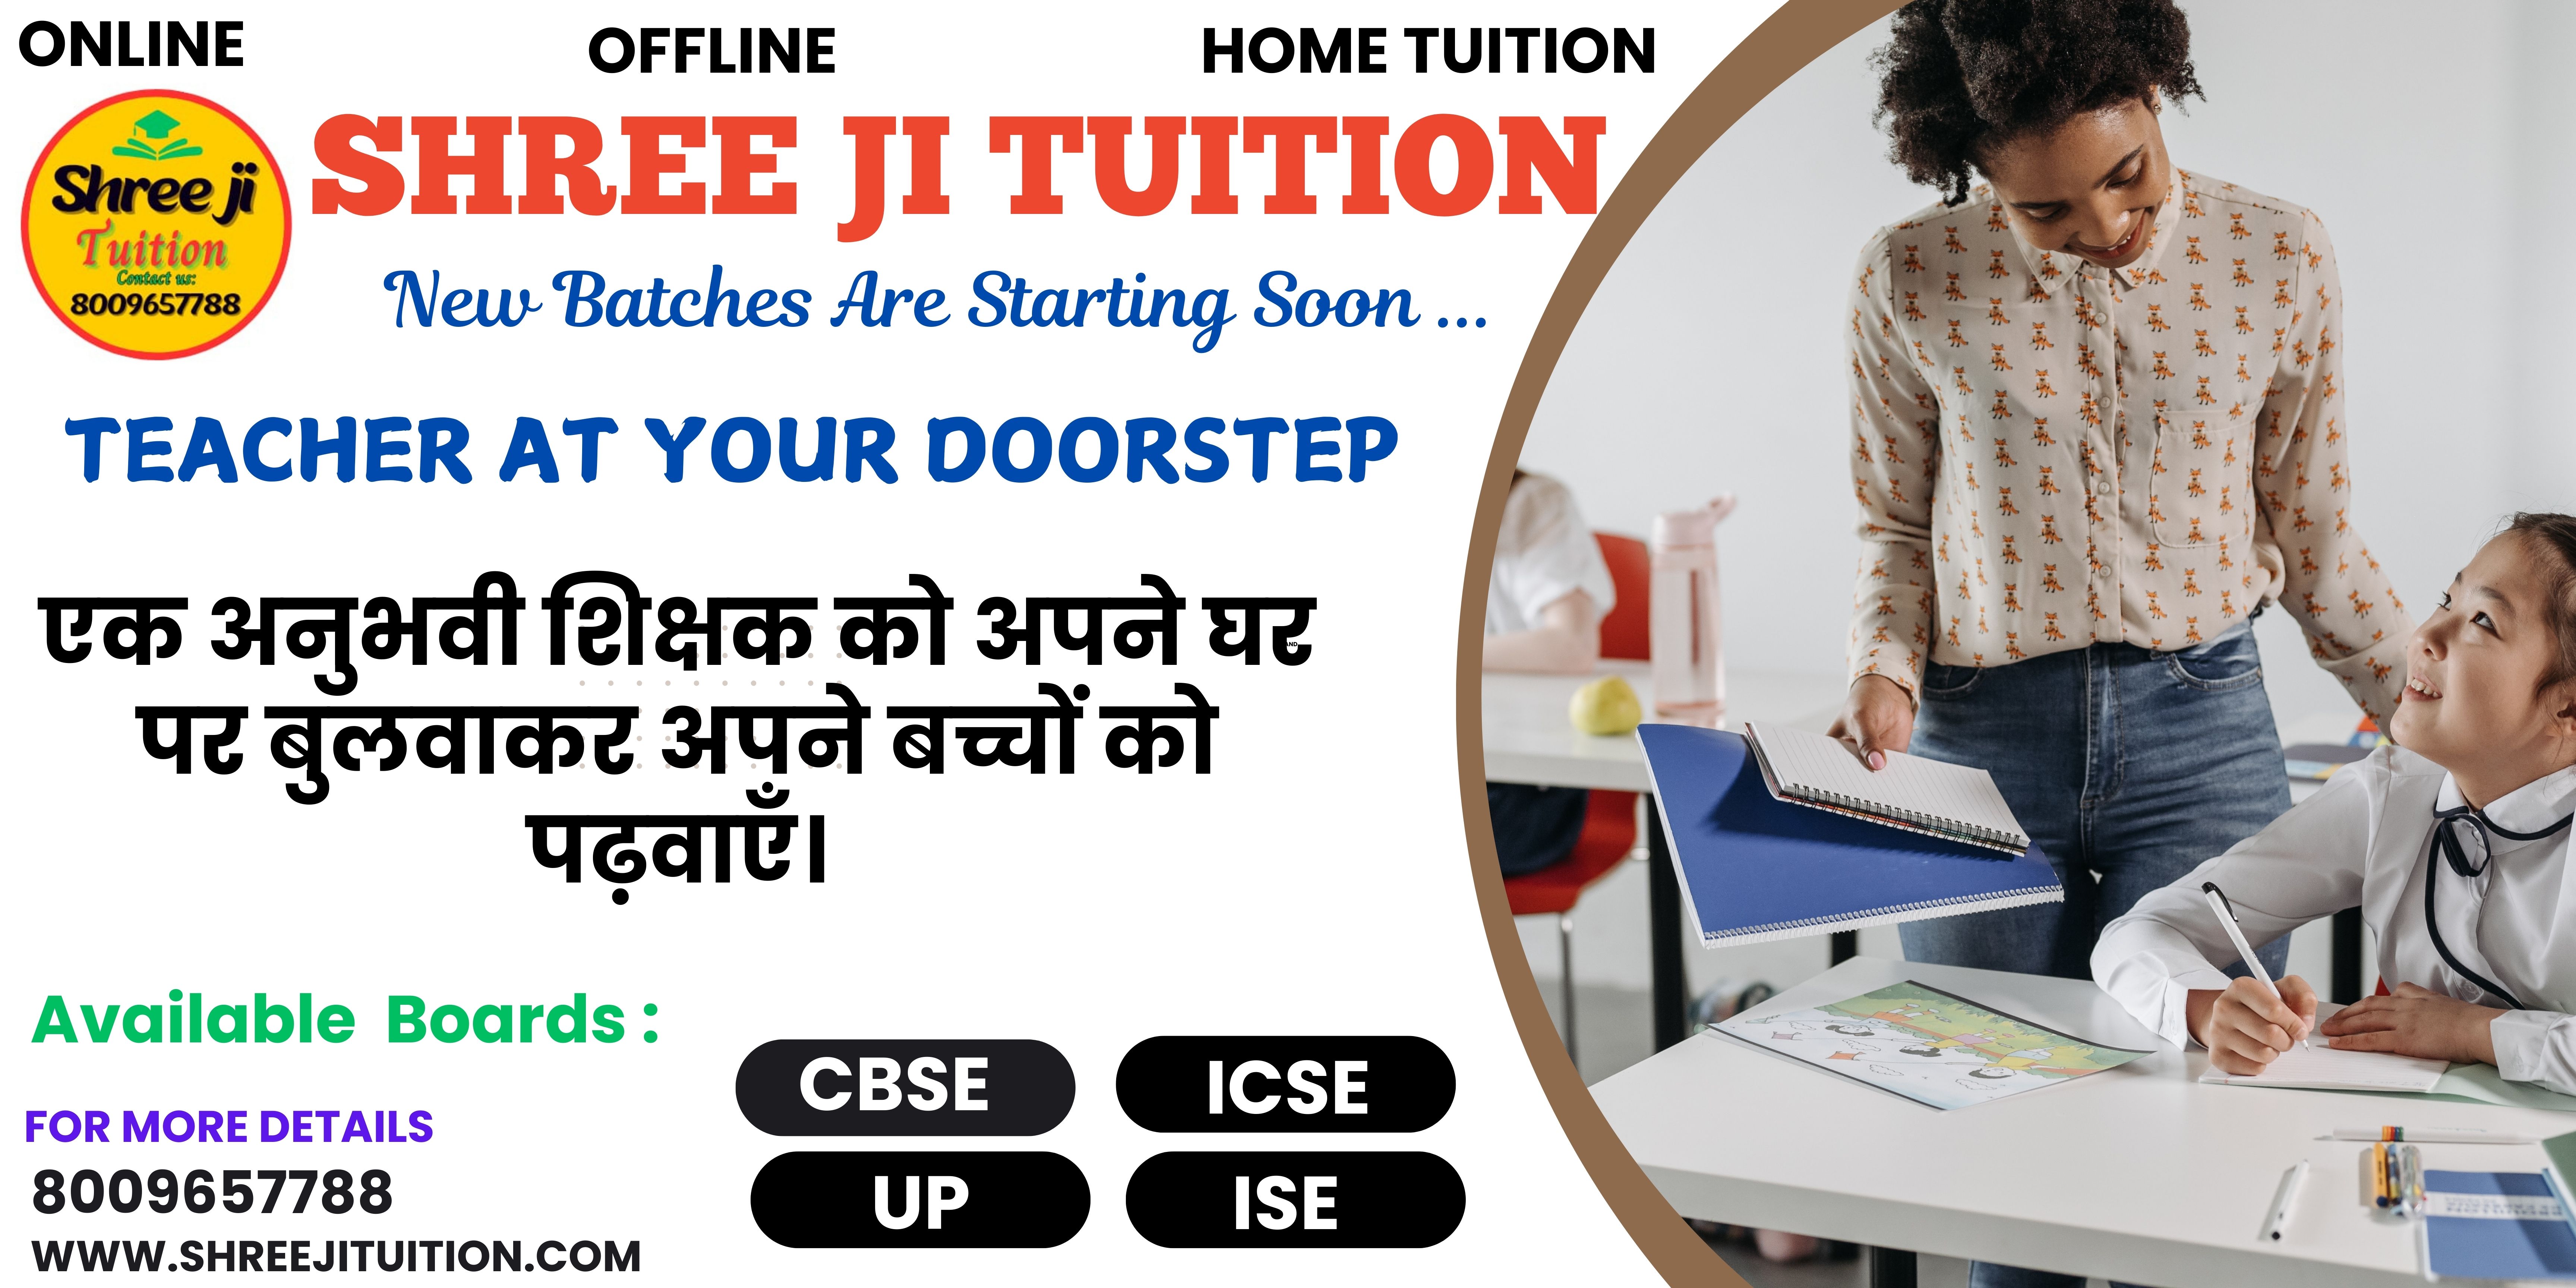 ONLINE
OFFLINE
HOME TUITION
Shree ji
Tuition
Contact us:
8009657788
SHREE JI TUITION
New Batches Are Starting Soon ...
TEACHER AT YOUR DOORSTEP
एक अनुभवी शिक्षक को अपने घर
पर बुलवाकर अपने बच्चों को
पढ़वाएँ।
Available Boards :
CBSE
ICSE
UP
ISE
FOR MORE DETAILS
8009657788
WWW.SHREEJITUITION.COM